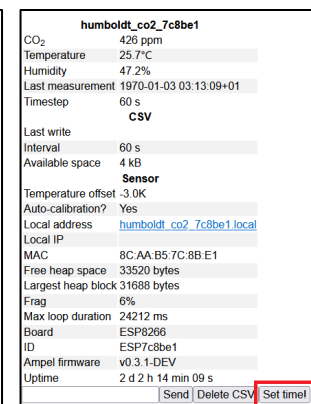 humboldt_co2_7c8be1
CO₂ 426 ppm
Temperature 25.7°C
Humidity 47.2%
Last measurement 1970-01-03 03:13:09+01
Timestep 60 s
CSV
Last write
Interval 60 s
Available space 4 kB
Sensor
Temperature offset -3.0K
Auto-calibration? Yes
Local address humboldt_co2_7c8be1.local
Local IP
MAC 8C:AA:B5:7C:8B:E1
Free heap space 33520 bytes
Largest heap block 31688 bytes
Frag 6%
Max loop duration 24212 ms
Board ESP8266
ID ESP7c8be1
Ampel firmware v0.3.1-DEV
Uptime 2 d 2 h 14 min 09 s
Send Delete CSV Set time!